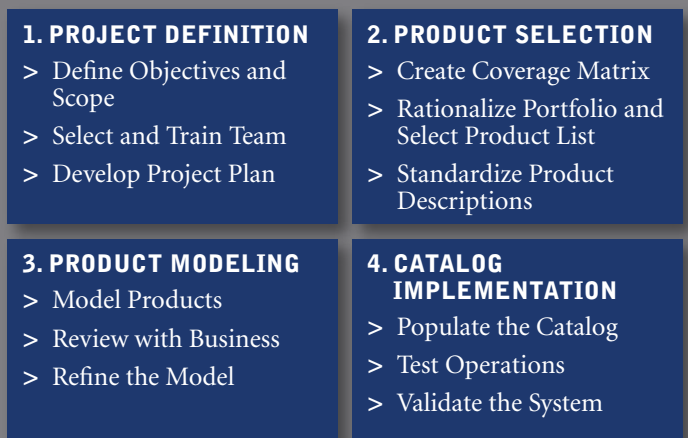 1. PROJECT DEFINITION
> Define Objectives and
Scope
> Select and Train Team
> Develop Project Plan
2. PRODUCT SELECTION
> Create Coverage Matrix
> Rationalize Portfolio and
Select Product List
> Standardize Product
Descriptions
3. PRODUCT MODELING
> Model Products
> Review with Business
> Refine the Model
4. CATALOG
IMPLEMENTATION
> Populate the Catalog
> Test Operations
> Validate the System